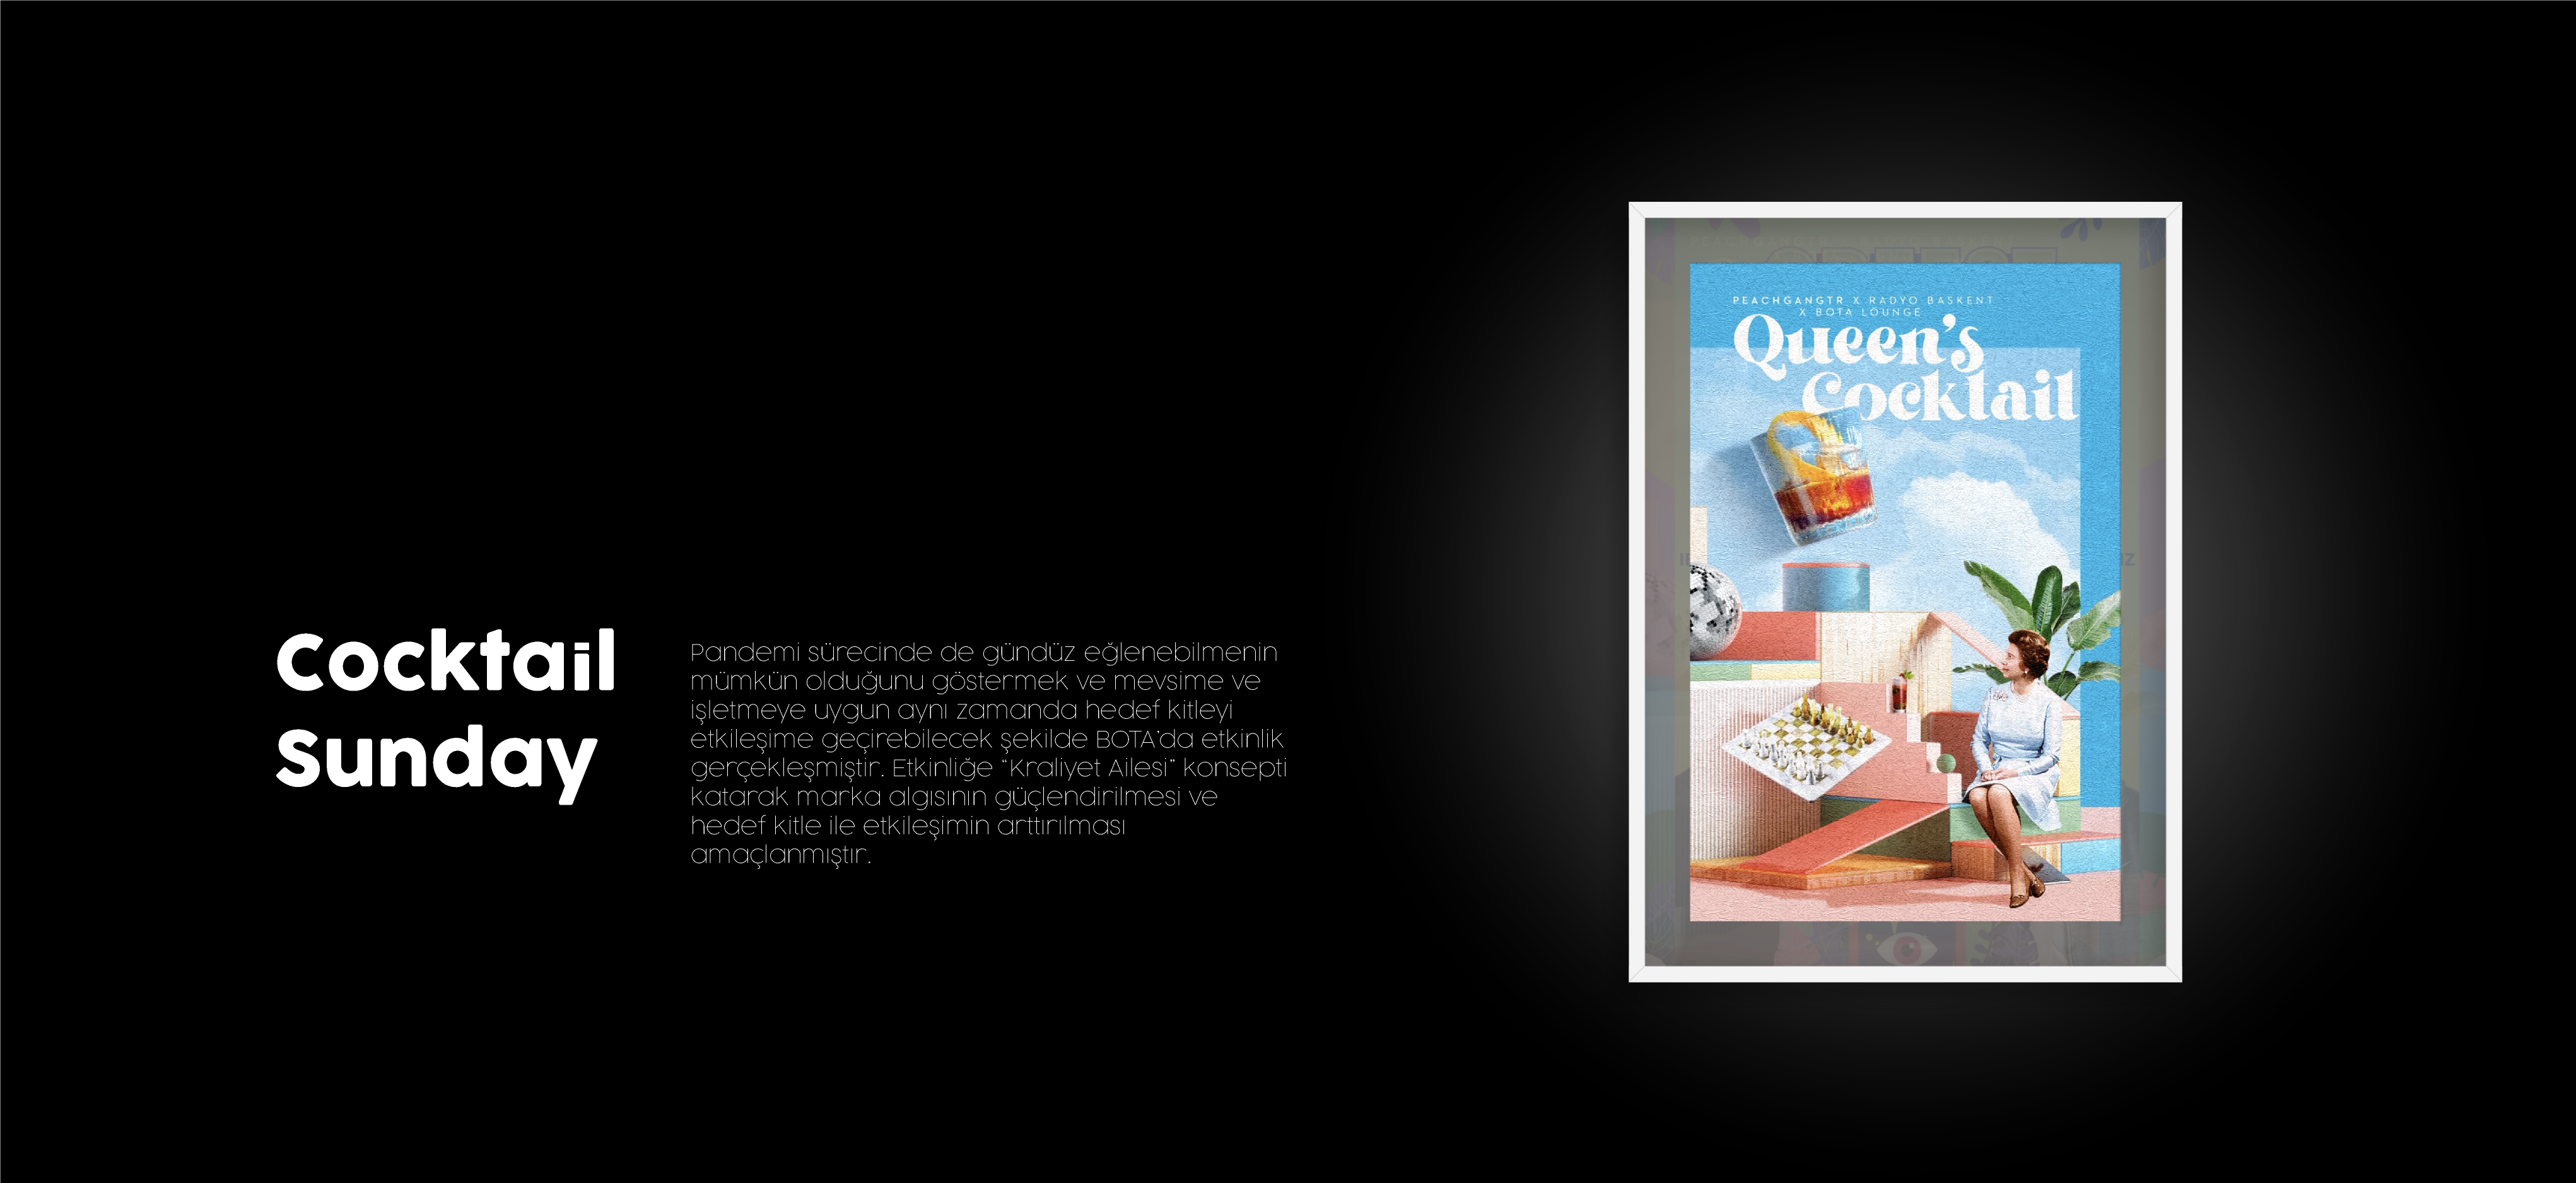 Cocktail
Sunday
Pandemi sürecinde de gündüz eğlenebilmenin
mümkün olduğunu göstermek ve mevsime ve
işletmeye uygun aynı zamanda hedef kitleyi
etkileşime geçirebilecek şekilde BOTA'da etkinlik
gerçekleşmiştir. Etkinliğe “Kraliyet Ailesi” konsepti
katarak marka algısının güçlendirilmesi ve
hedef kitle ile etkileşimin arttırılması
amaçlanmıştır.
PEACHGANGTR X RADYO BASKENT
X BOTA LOUNGE
Queen's
Cocktail